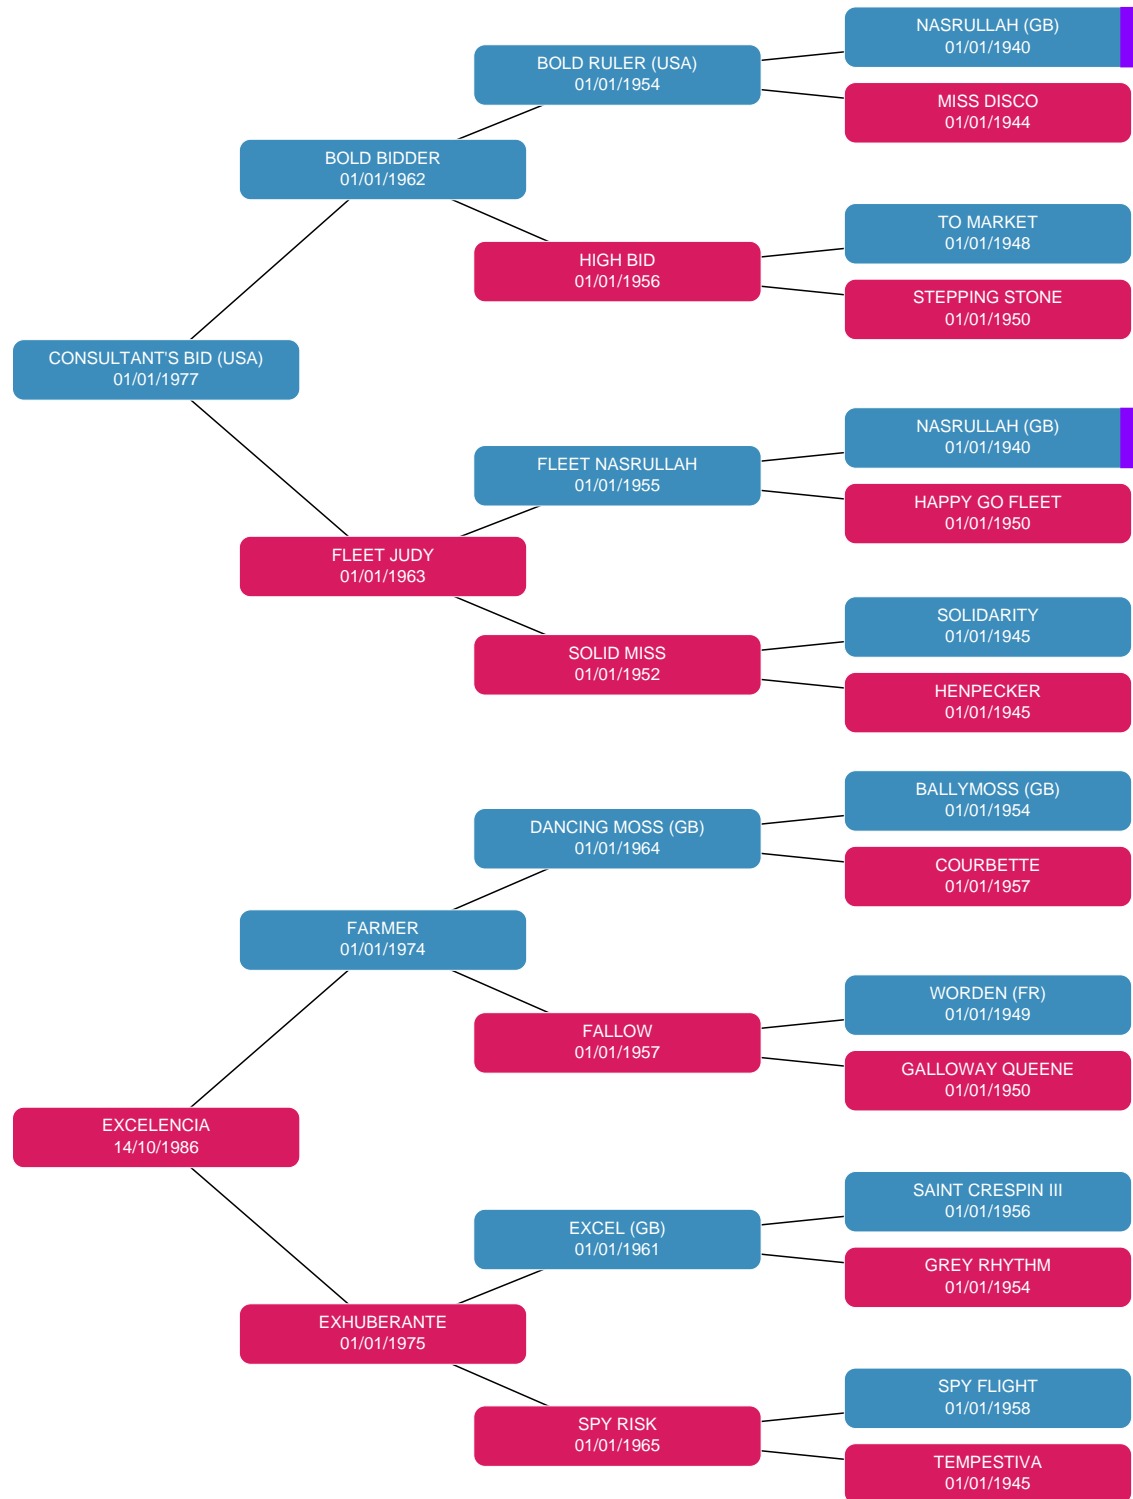 NASRULLAH (GB)
01/01/1940
BOLD RULER (USA)
01/01/1954
MISS DISCO
01/01/1944
BOLD BIDDER
01/01/1962
TO MARKET
01/01/1948
HIGH BID
01/01/1956
STEPPING STONE
01/01/1950
CONSULTANT'S BID (USA)
01/01/1977
NASRULLAH (GB)
01/01/1940
FLEET NASRULLAH
01/01/1955
HAPPY GO FLEET
01/01/1950
FLEET JUDY
01/01/1963
SOLIDARITY
01/01/1945
SOLID MISS
01/01/1952
HENPECKER
01/01/1945
BALLYMOSS (GB)
01/01/1954
DANCING MOSS (GB)
01/01/1964
COURBETTE
01/01/1957
FARMER
01/01/1974
WORDEN (FR)
01/01/1949
FALLOW
01/01/1957
GALLOWAY QUEENE
01/01/1950
EXCELENCIA
14/10/1986
SAINT CRESPIN III
01/01/1956
EXCEL (GB)
01/01/1961
GREY RHYTHM
01/01/1954
EXHUBERANTE
01/01/1975
SPY FLIGHT
01/01/1958
SPY RISK
01/01/1965
TEMPESTIVA
01/01/1945